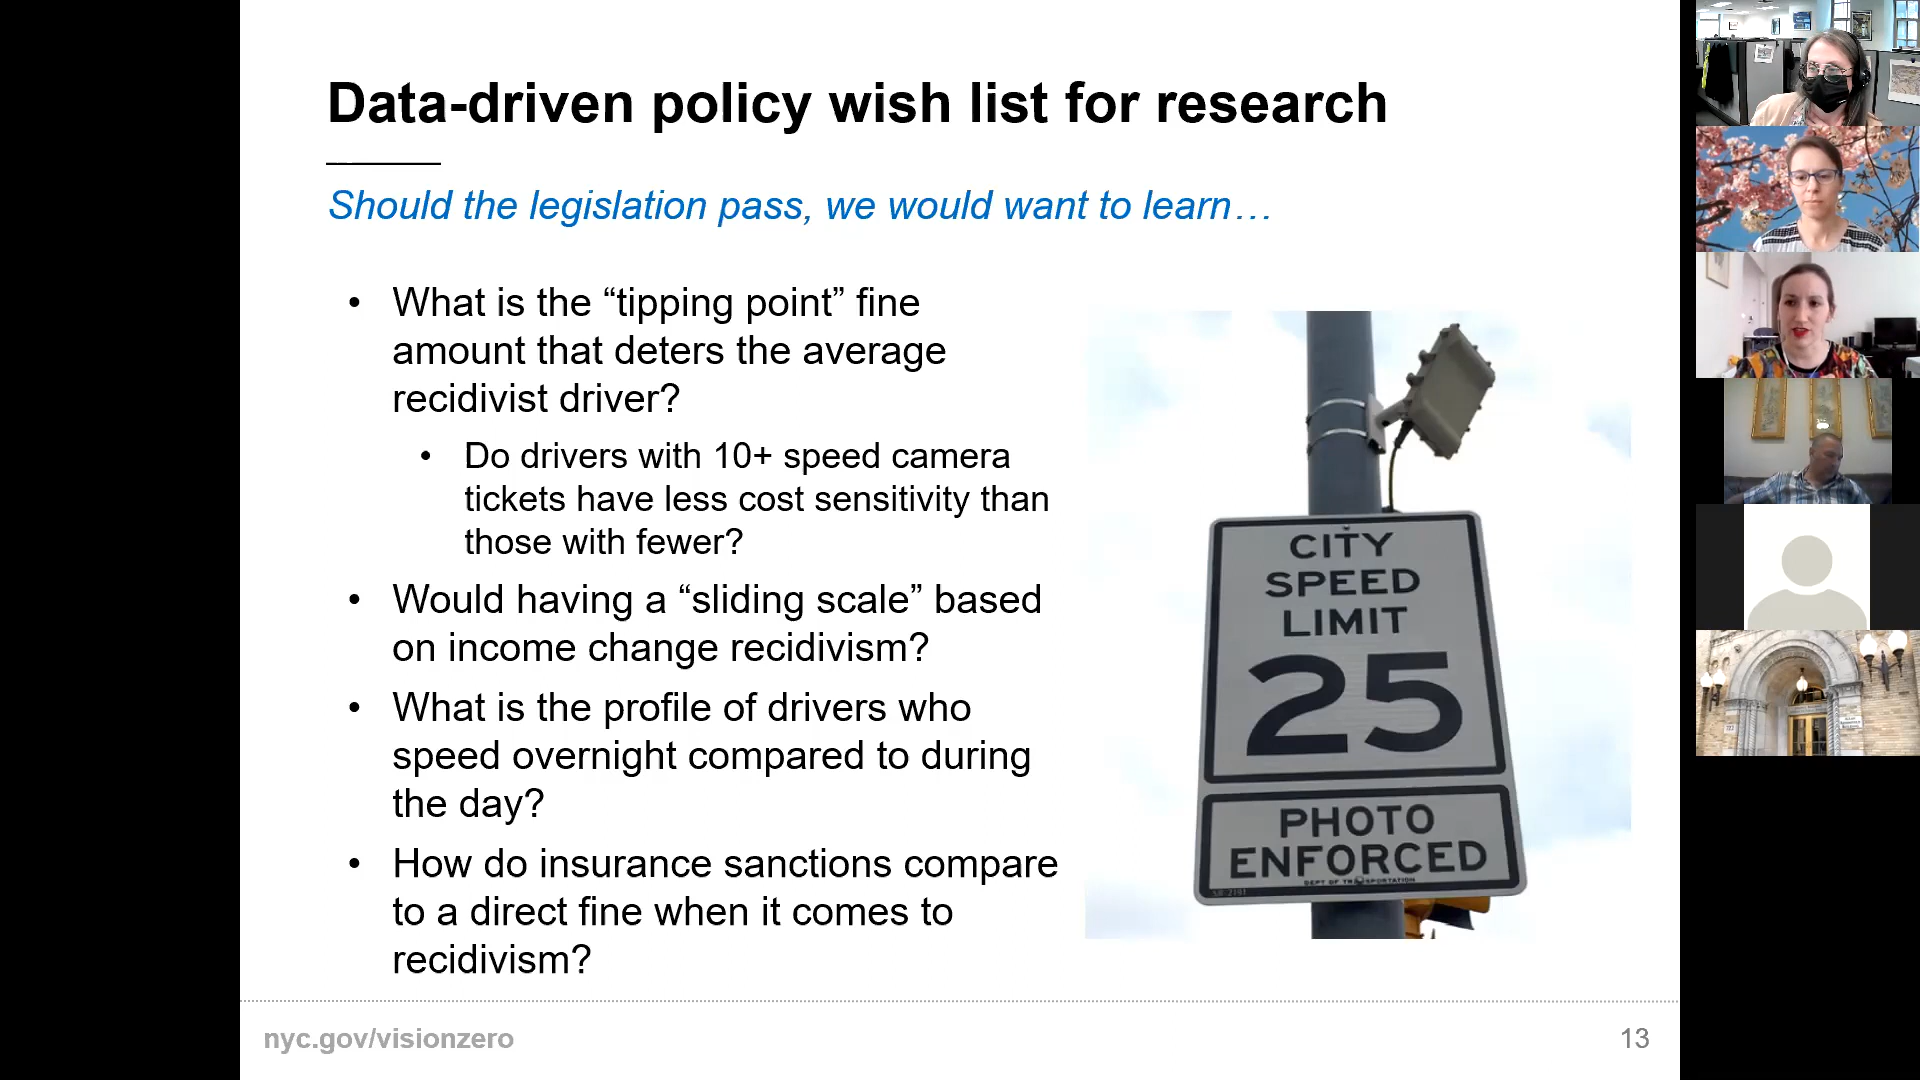 Data-driven policy wish list for research
Should the legislation pass, we would want to learn…
• What is the “tipping point” fine
amount that deters the average
recidivist driver?
• Do drivers with 10+ speed camera
tickets have less cost sensitivity than
those with fewer?
• Would having a “sliding scale” based
on income change recidivism?
• What is the profile of drivers who
speed overnight compared to during
the day?
• How do insurance sanctions compare
to a direct fine when it comes to
recidivism?
CITY
SPEED
LIMIT
25
PHOTO
ENFORCED
DEPT OF TRANSPORTATION
nyc.gov/visionzero
13